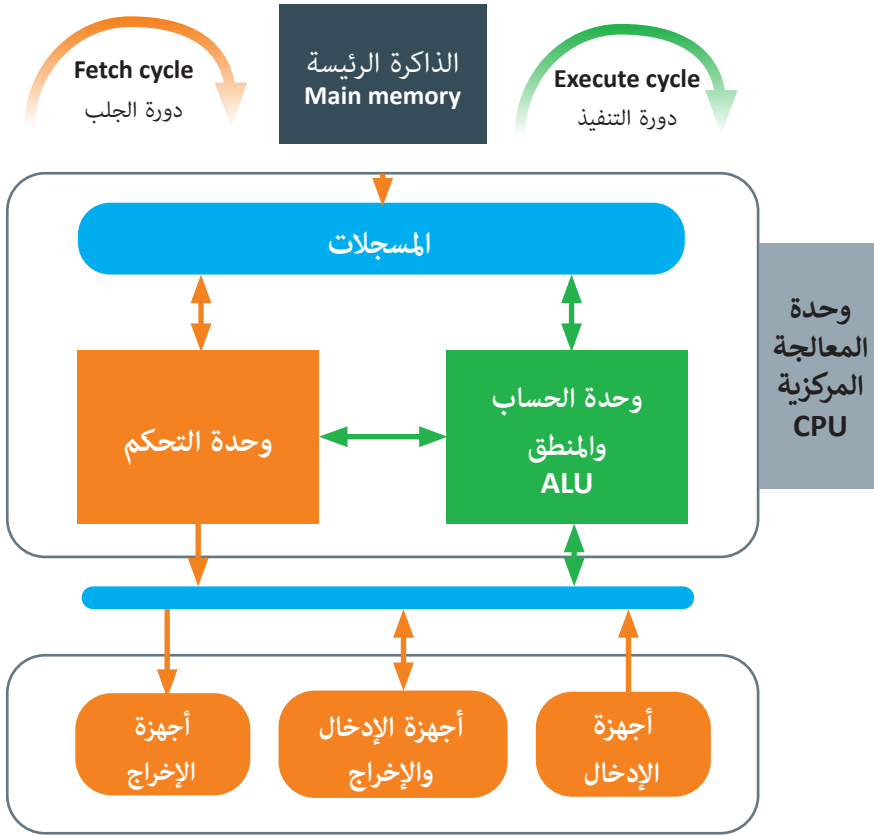 Fetch cycle
دورة الجلب
الذاكرة الرئيسة
Main memory
Execute cycle
دورة التنفيذ
المسجلات
وحدة
المعالجة
المركزية
CPU
وحدة التحكم
وحدة الحساب
والمنطق
ALU
أجهزة
الإخراج
أجهزة الإدخال
والإخراج
أجهزة
الإدخال